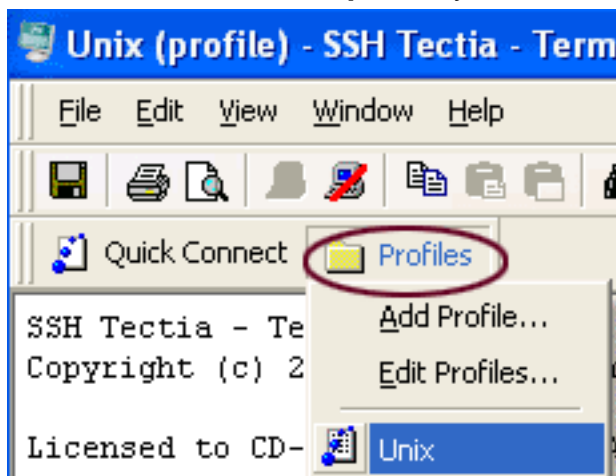 Unix (profile) - SSH Tectia - Term
File Edit View Window Help
Quick Connect Profiles
SSH Tectia - Te
Add Profile...
Copyright (c) 2
Edit Profiles...
Licensed to CD-
Unix